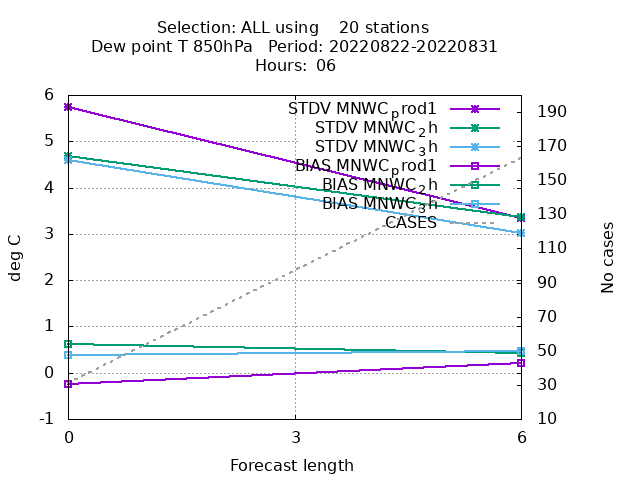 Selection: ALL using    20 stations
Dew point T 850hPa   Period: 20220822-20220831
Hours: 06
STDV MNWC_prod1
STDV MNWC_2h
STDV MNWC_3h
BIAS MNWC_prod1
BIAS MNWC_2h
BIAS MNWC_3h
CASES
deg C
6
5
4
3
2
1
0
-1
No cases
190
170
150
130
110
90
70
50
30
10
0 3 6
Forecast length